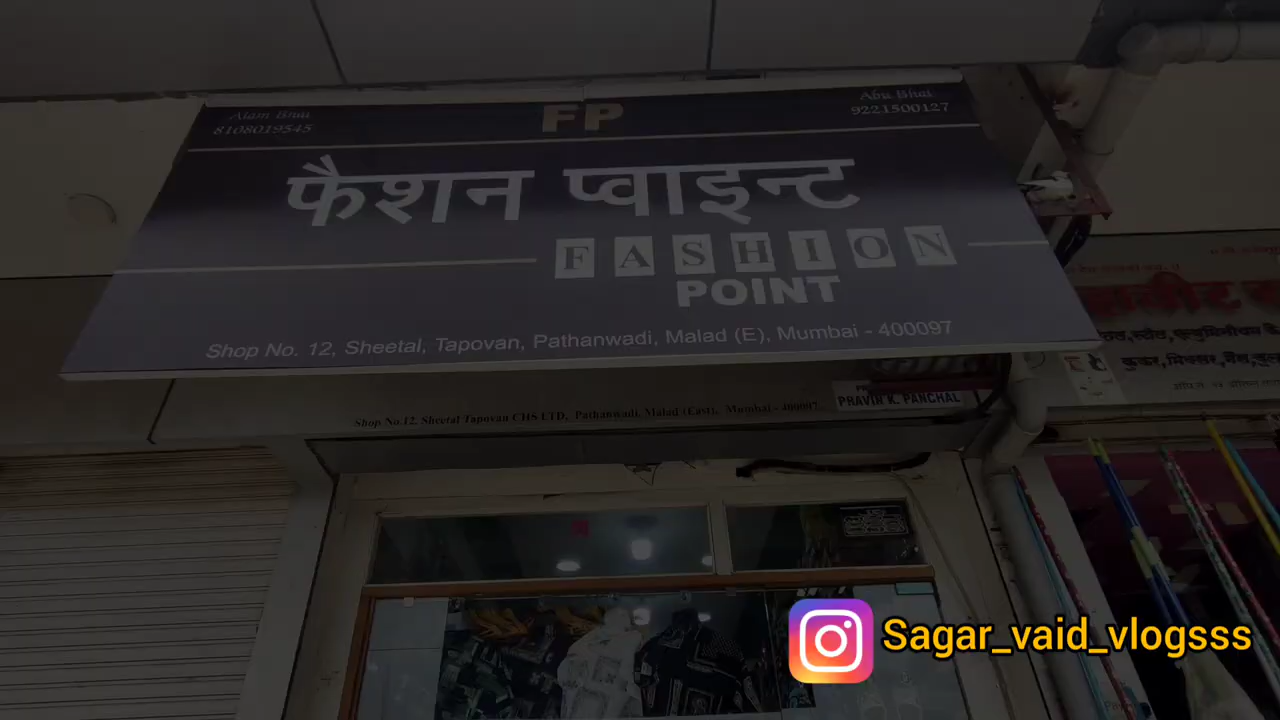 Alam Bhai
8108019545
FP
Abu Bhai
9221500127
फैशन प्वाइन्ट
FASHION
POINT
Shop No. 12, Sheetal, Tapovan, Pathanwadi, Malad (E), Mumbai - 400097
PRAVIN K. PANCHAL
Shop No.12, Sheetal Tapovan CHS LTD, Pathanwadi, Malad (East), Mumbai - 400097
Sagar_vaid_vlogsss